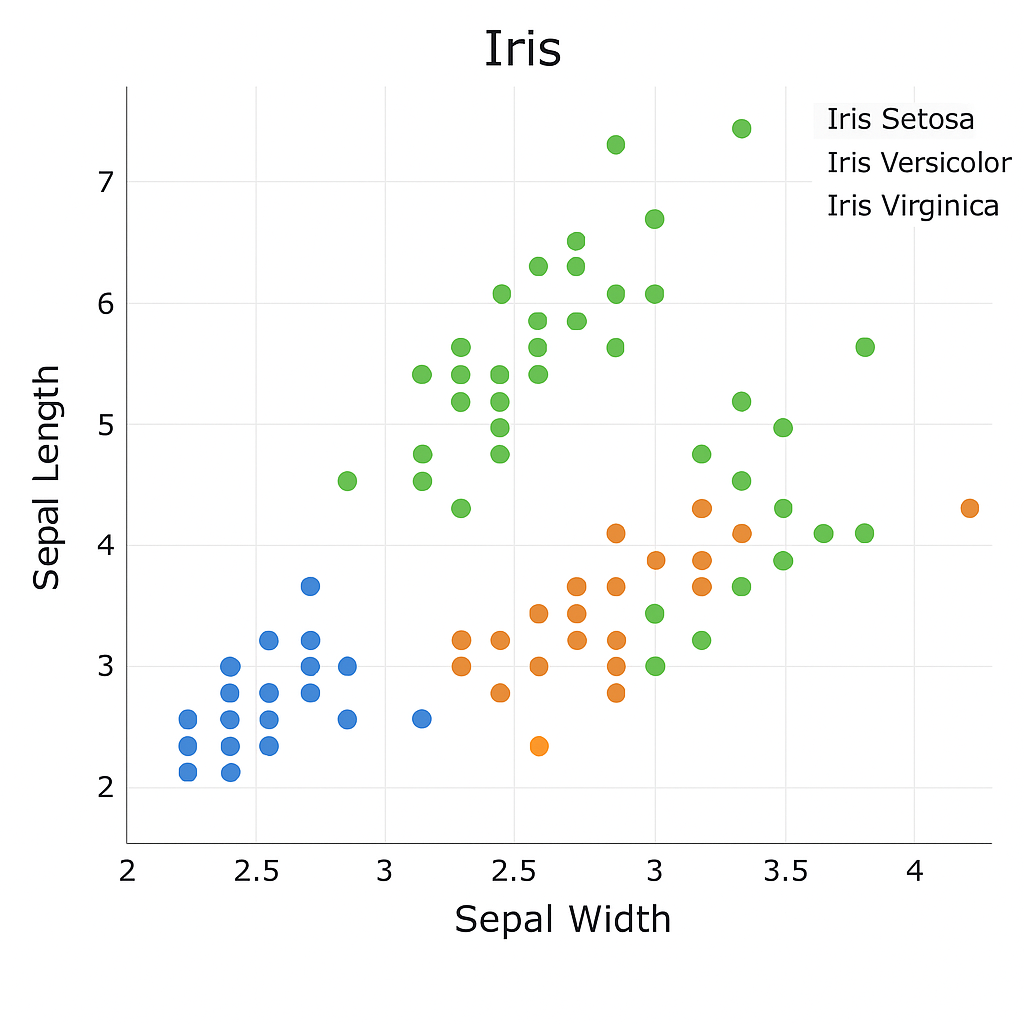 Iris
Iris Setosa
Iris Versicolor
Iris Virginica
7
6
5
4
3
2
Sepal Length
2 2.5 3 2.5 3 3.5 4
Sepal Width